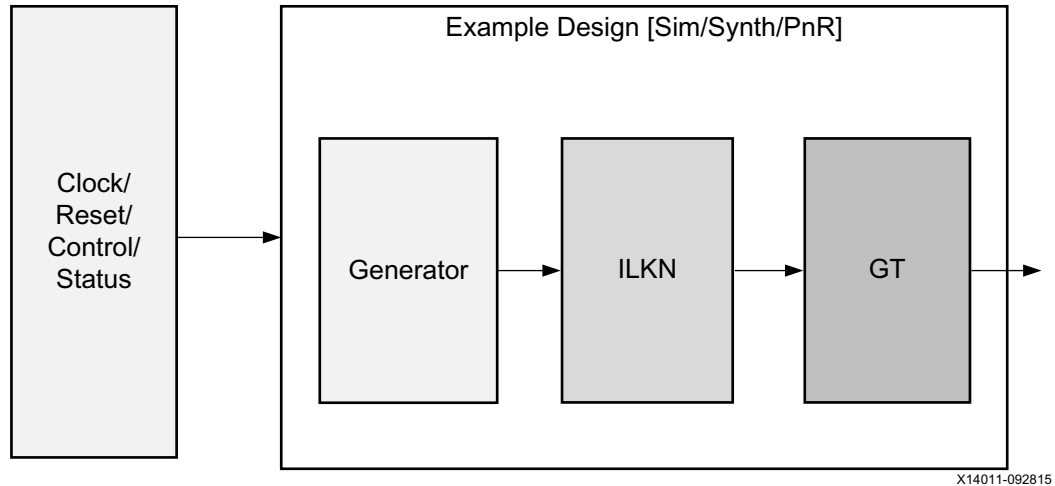 Example Design [Sim/Synth/PnR]
Clock/
Reset/
Control/
Status
Generator
ILKN
GT
X14011-092815